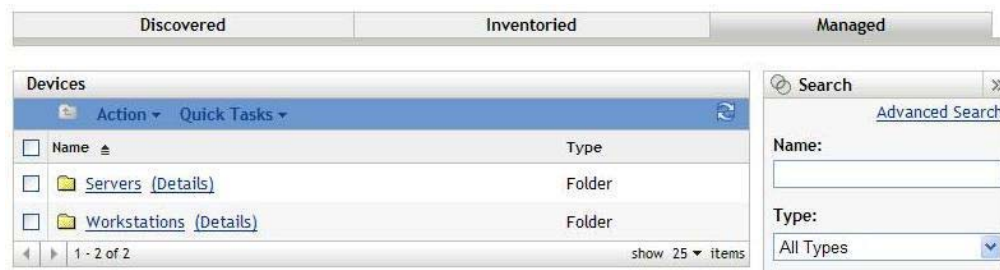 Discovered Inventoried Managed
Devices
Action Quick Tasks
Name Type
Servers (Details) Folder
Workstations (Details) Folder
1 - 2 of 2 show 25 items
Search »
Advanced Search
Name:
Type:
All Types